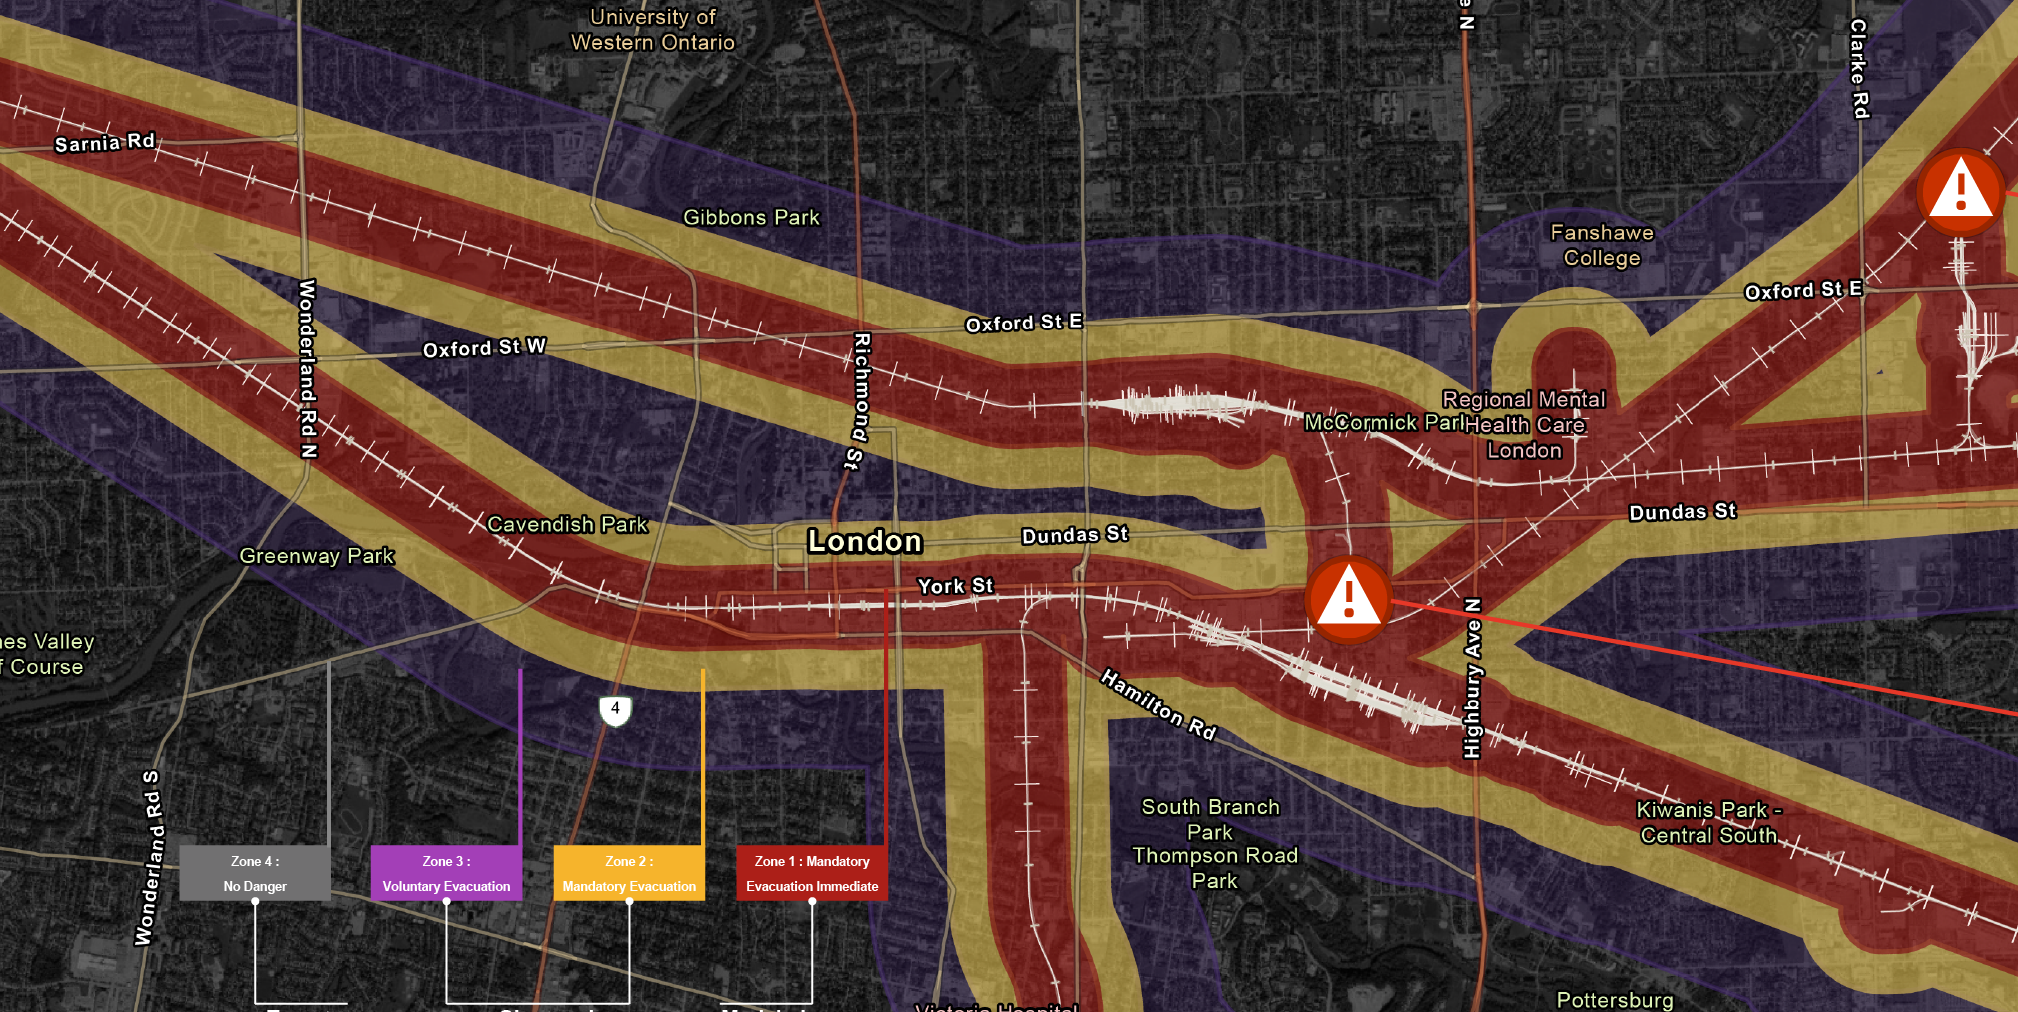 University of
Western Ontario
e N
Clarke Rd
Sarnia Rd
Gibbons Park
Fanshawe
College
Oxford St E
Wonderland Rd N
Oxford St W
Oxford St E
Richmond St
Regional Mental
McCormick Park
Health Care
London
Cavendish Park
London
Dundas St
Dundas St
Greenway Park
York St
Highbury Ave N
nes Valley
f Course
Hamilton Rd
4
Wonderland Rd S
South Branch
Park
Thompson Road
Park
Kiwanis Park -
Central South
Zone 4 :
No Danger
Zone 3 :
Voluntary Evacuation
Zone 2 :
Mandatory Evacuation
Zone 1 : Mandatory
Evacuation Immediate
Pottersburg
Victoria Hospital